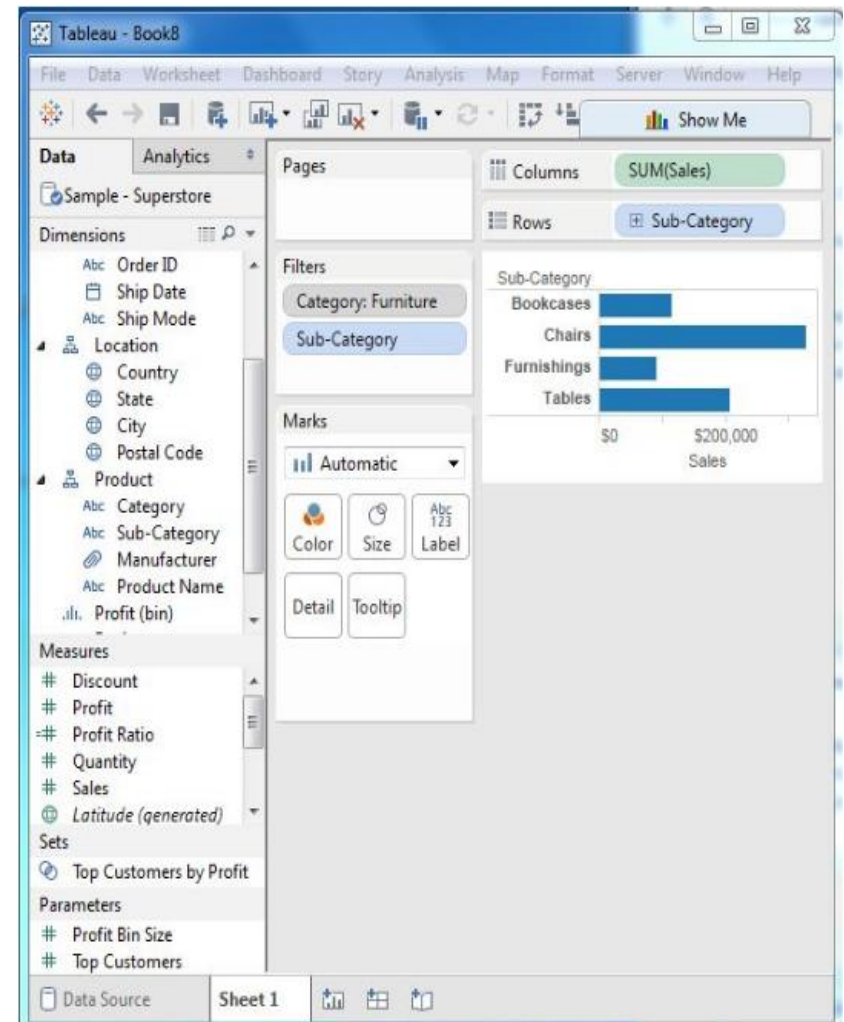 Tableau - Book8
File Data Worksheet Dashboard Story Analysis Map Format Server Window Help
Show Me
Data Analytics
Sample - Superstore
Dimensions
Abc Order ID
Ship Date
Abc Ship Mode
Location
Country
State
City
Postal Code
Product
Abc Category
Abc Sub-Category
Manufacturer
Abc Product Name
Profit (bin)
Measures
# Discount
# Profit
=# Profit Ratio
# Quantity
# Sales
Latitude (generated)
Sets
Top Customers by Profit
Parameters
# Profit Bin Size
# Top Customers
Pages
Filters
Category: Furniture
Sub-Category
Marks
Automatic
Color
Size
Abc
123
Label
Detail
Tooltip
Columns SUM(Sales)
Rows Sub-Category
Sub-Category
Bookcases
Chairs
Furnishings
Tables
$0 $200,000
Sales
Data Source Sheet 1